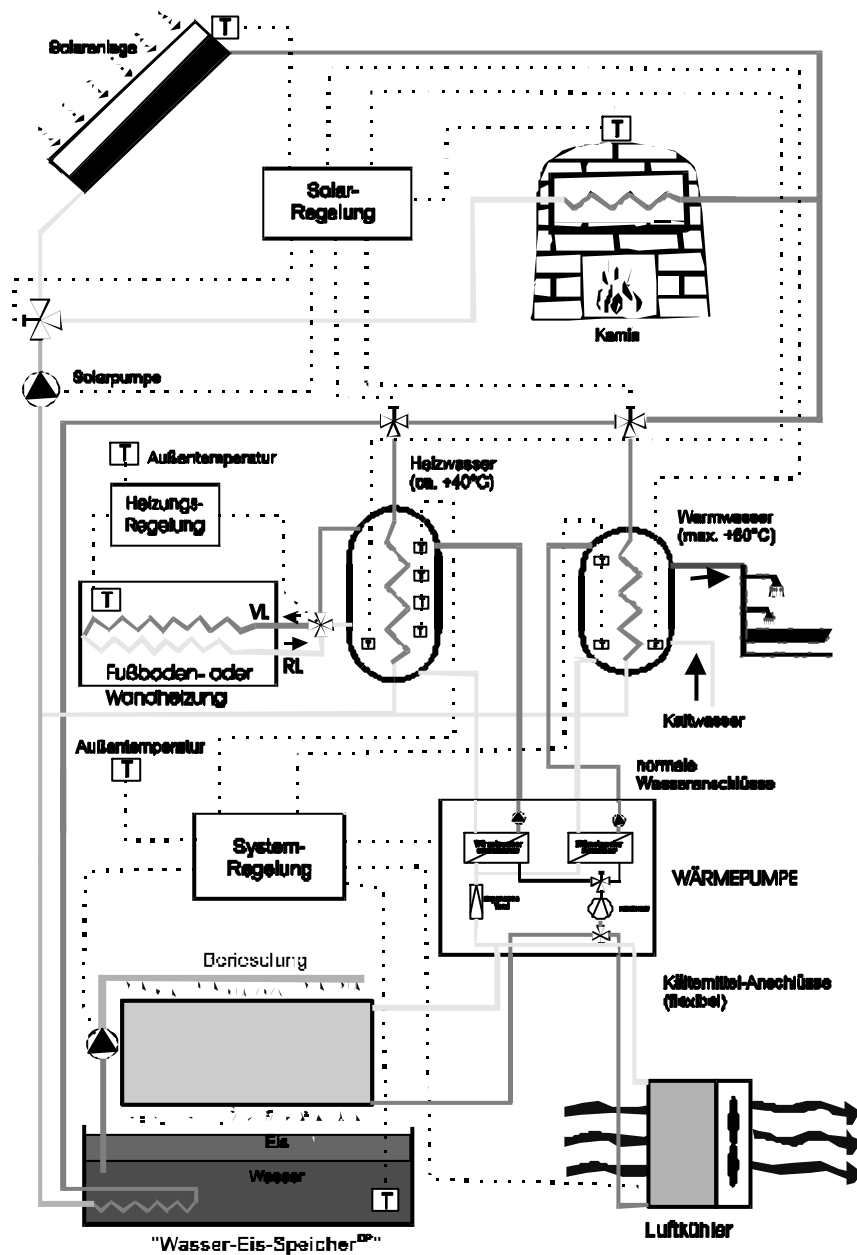 T
Solaranlage
T
Solar-
Regelung
Kamin
Solarpumpe
T
Außentemperatur
Heizwasser
(ca. +40°C)
Heizungs-
Regelung
Warmwasser
(max. +60°C)
T
T
T
T
T
T
T
T
T
VL
RL
Fußboden- oder
Wandheizung
Kaltwasser
Außentemperatur
T
normale
Wasseranschlüsse
System-
Regelung
WÄRMEPUMPE
Berieselung
Kältemittel-Anschlüsse
(flexibel)
Eis
Wasser
T
Luftkühler
"Wasser-Eis-Speicher